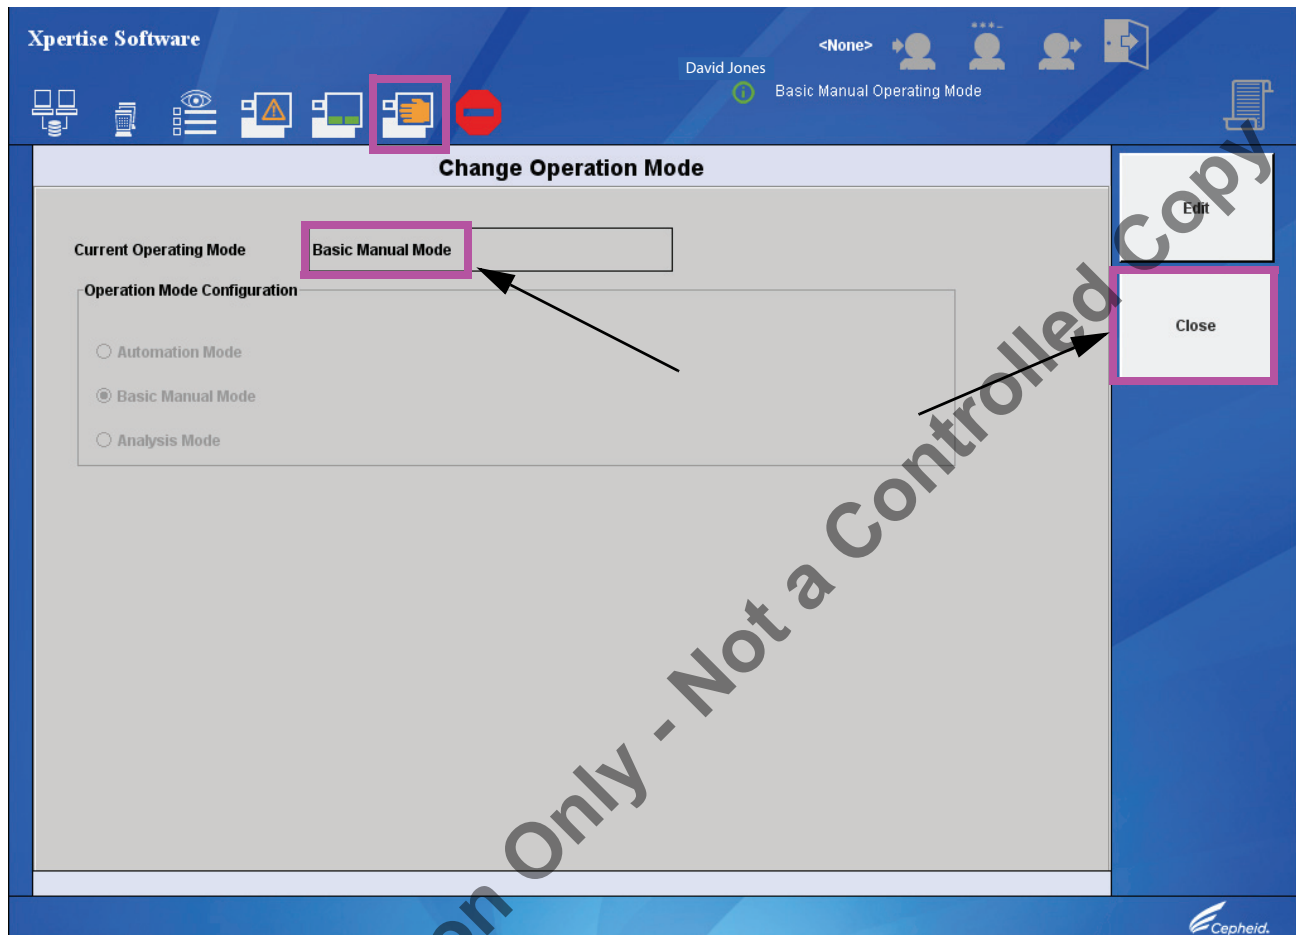 Xpertise Software
<None>
David Jones
Basic Manual Operating Mode
Change Operation Mode
Edit
Current Operating Mode
Basic Manual Mode
Operation Mode Configuration
Close
Automation Mode
Basic Manual Mode
Analysis Mode
on Only - Not a Controlled Copy
Cepheid.